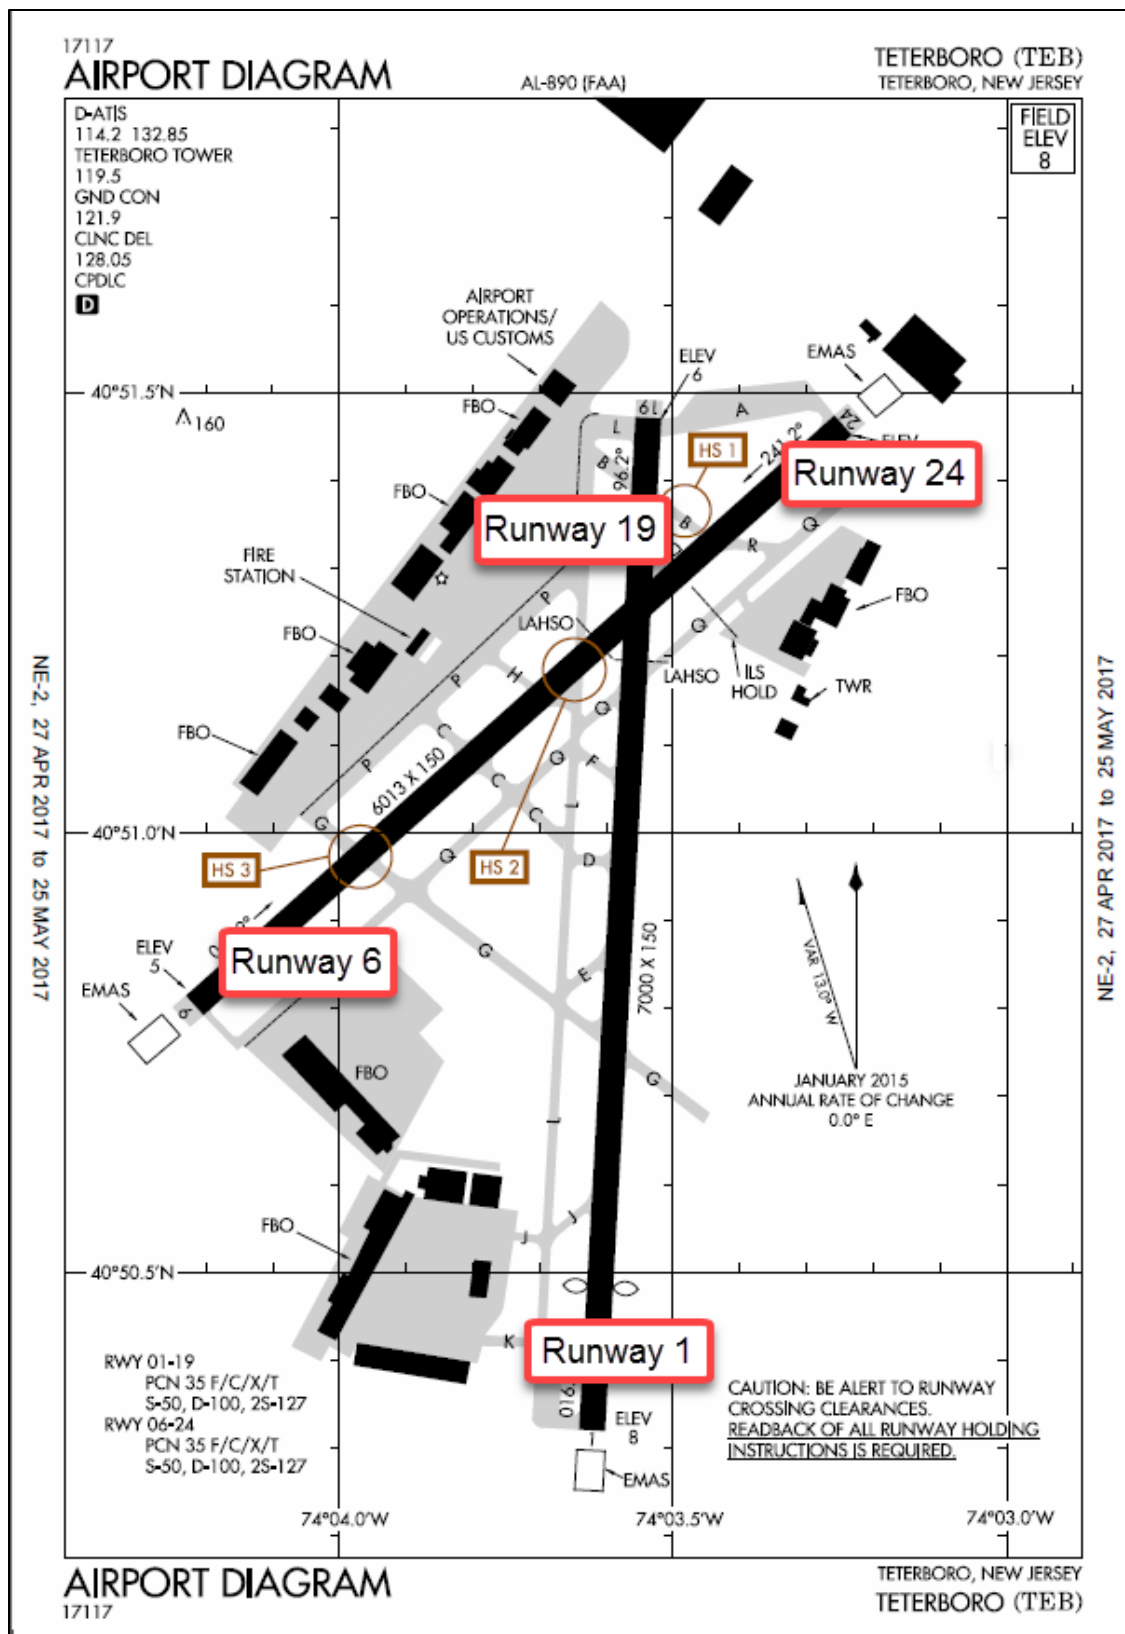 17117
AIRPORT DIAGRAM
AL-890 (FAA)
TETERBORO (TEB)
TETERBORO, NEW JERSEY
D-ATIS
114.2 132.85
TETERBORO TOWER
119.5
GND CON
121.9
CLNC DEL
128.05
CPDLC
D
FIELD
ELEV
8
AIRPORT
OPERATIONS/
US CUSTOMS
ELEV
6
EMAS
40°51.5'N
160
FBO
19
L
A
24
ELEV
HS 1
B
96.2°
241.2°
Runway 24
FBO
Runway 19
B
Q
R
FIRE
STATION
P
FBO
LAHSO
Q
FBO
LAHSO
ILS
HOLD
TWR
H
P
Q
FBO
C
P
Q
F
6013 X 150
C
L
C
G
40°51.0'N
HS 3
Q
HS 2
D
G
E
7000 X 150
VAR 13.0° W
ELEV
5
Runway 6
EMAS
6
FBO
G
JANUARY 2015
ANNUAL RATE OF CHANGE
0.0° E
L
FBO
J
J
40°50.5'N
K
Runway 1
016
RWY 01-19
PCN 35 F/C/X/T
S-50, D-100, 2S-127
RWY 06-24
PCN 35 F/C/X/T
S-50, D-100, 2S-127
ELEV
8
1
EMAS
CAUTION: BE ALERT TO RUNWAY
CROSSING CLEARANCES.
READBACK OF ALL RUNWAY HOLDING
INSTRUCTIONS IS REQUIRED.
74°04.0'W
74°03.5'W
74°03.0'W
NE-2, 27 APR 2017 to 25 MAY 2017
NE-2, 27 APR 2017 to 25 MAY 2017
AIRPORT DIAGRAM
17117
TETERBORO, NEW JERSEY
TETERBORO (TEB)